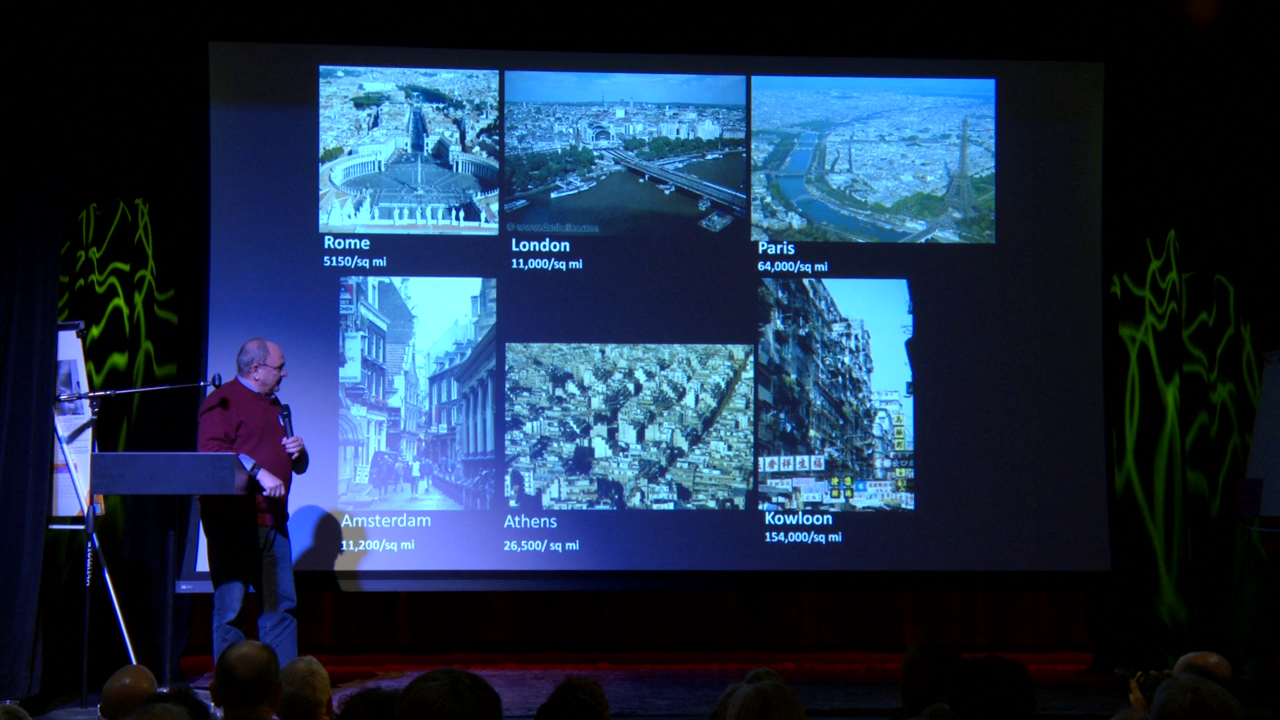 Rome
5150/sq mi
London
11,000/sq mi
Paris
64,000/sq mi
Amsterdam
11,200/sq mi
Athens
26,500/ sq mi
Kowloon
154,000/sq mi